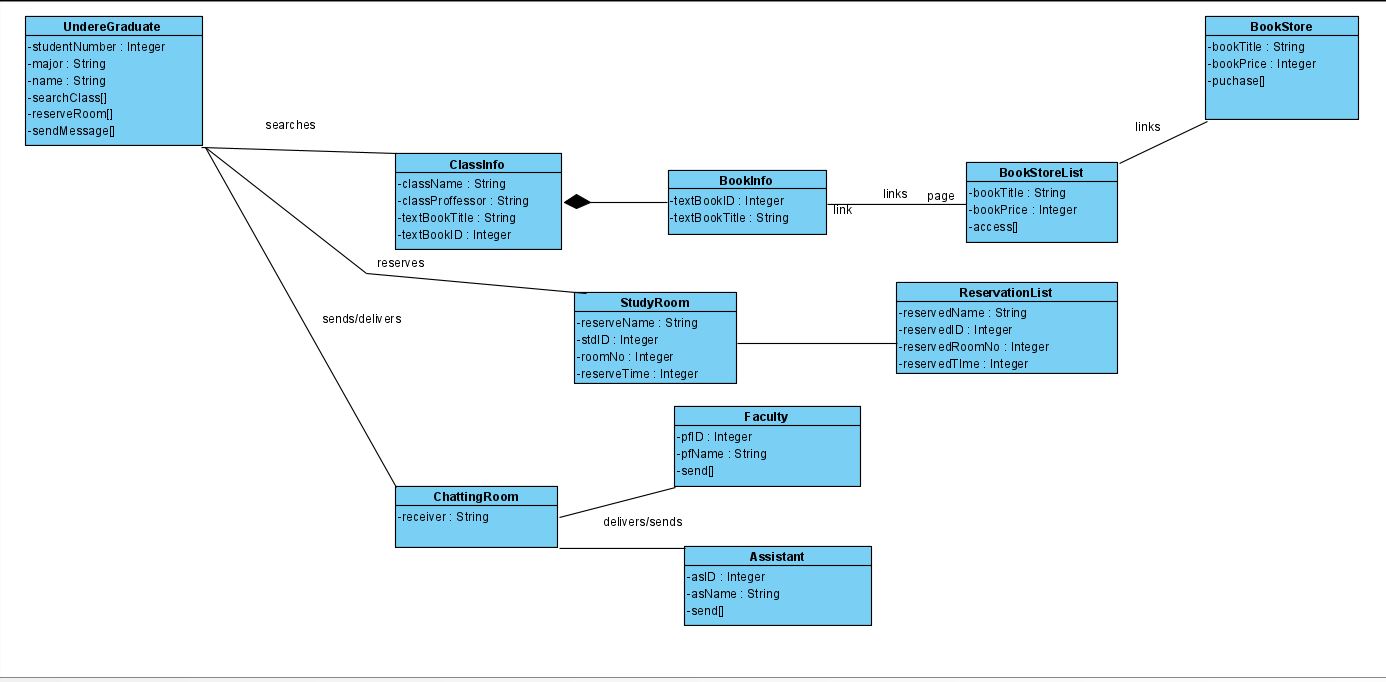 UndereGraduate
-studentNumber : Integer
-major : String
-name : String
-searchClass[]
-reserveRoom[]
-sendMessage[]
BookStore
-bookTitle : String
-bookPrice : Integer
-puchase[]
searches
links
ClassInfo
-className : String
-classProffessor : String
-textBookTitle : String
-textBookID : Integer
BookInfo
-textBookID : Integer
-textBookTitle : String
link
links
page
BookStoreList
-bookTitle : String
-bookPrice : Integer
-access[]
reserves
sends/delivers
StudyRoom
-reserveName : String
-stdID : Integer
-roomNo : Integer
-reserveTime : Integer
ReservationList
-reservedName : String
-reservedID : Integer
-reservedRoomNo : Integer
-reservedTIme : Integer
Faculty
-pfID : Integer
-pfName : String
-send[]
ChattingRoom
-receiver : String
delivers/sends
Assistant
-asID : Integer
-asName : String
-send[]